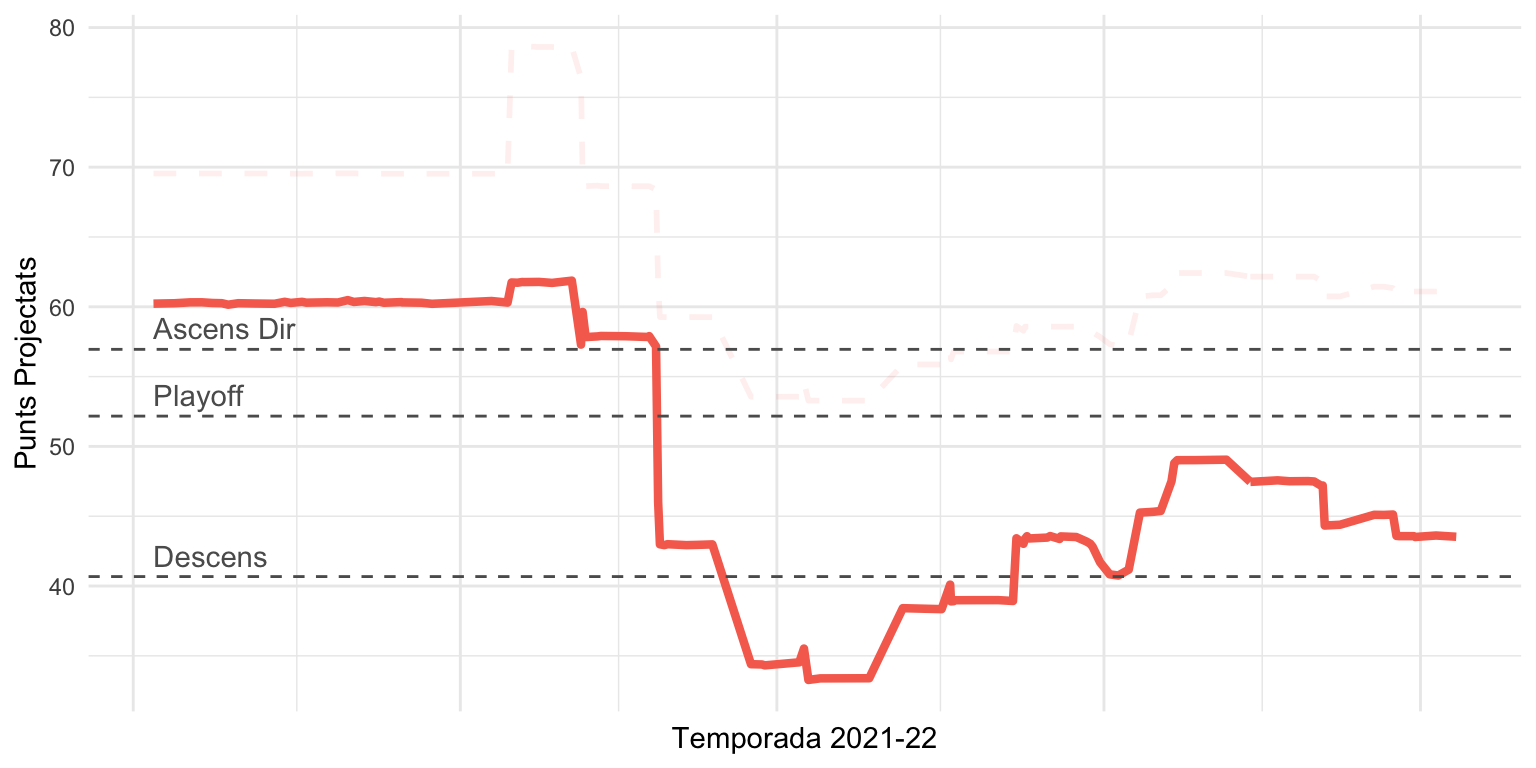 80
70
60
50
40
Punts Projectats
Ascens Dir
Playoff
Descens
Temporada 2021-22